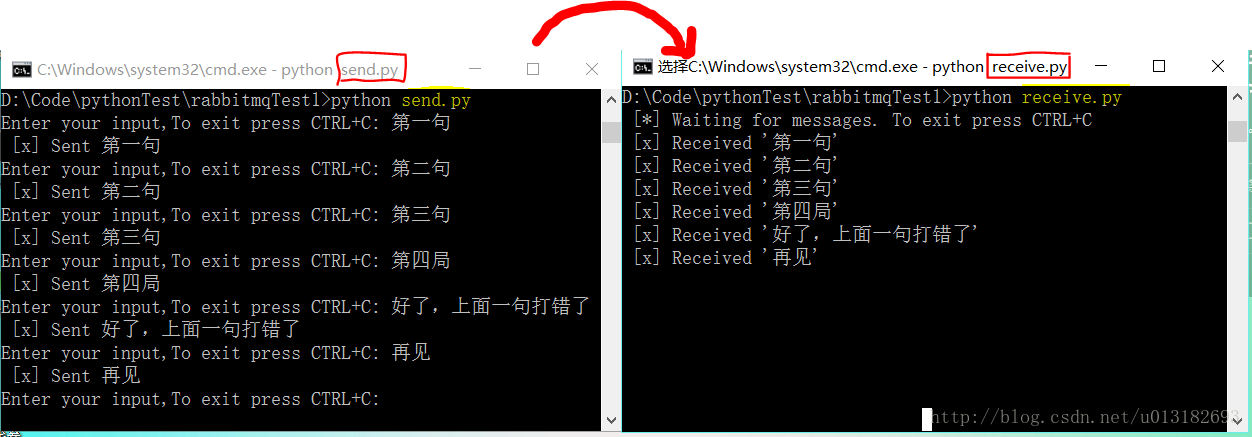 C:\Windows\system32\cmd.exe - python send.py
D:\Code\pythonTest\rabbitmqTest1>python send.py
Enter your input,To exit press CTRL+C: 第一句
[x] Sent 第一句
Enter your input,To exit press CTRL+C: 第二句
[x] Sent 第二句
Enter your input,To exit press CTRL+C: 第三句
[x] Sent 第三句
Enter your input,To exit press CTRL+C: 第四局
[x] Sent 第四局
Enter your input,To exit press CTRL+C: 好了，上面一句打错了
[x] Sent 好了，上面一句打错了
Enter your input,To exit press CTRL+C: 再见
[x] Sent 再见
Enter your input,To exit press CTRL+C:
选择C:\Windows\system32\cmd.exe - python receive.py
D:\Code\pythonTest\rabbitmqTest1>python receive.py
[*] Waiting for messages. To exit press CTRL+C
[x] Received '第一句'
[x] Received '第二句'
[x] Received '第三句'
[x] Received '第四局'
[x] Received '好了，上面一句打错了'
[x] Received '再见'
http://blog.csdn.net/u013182693